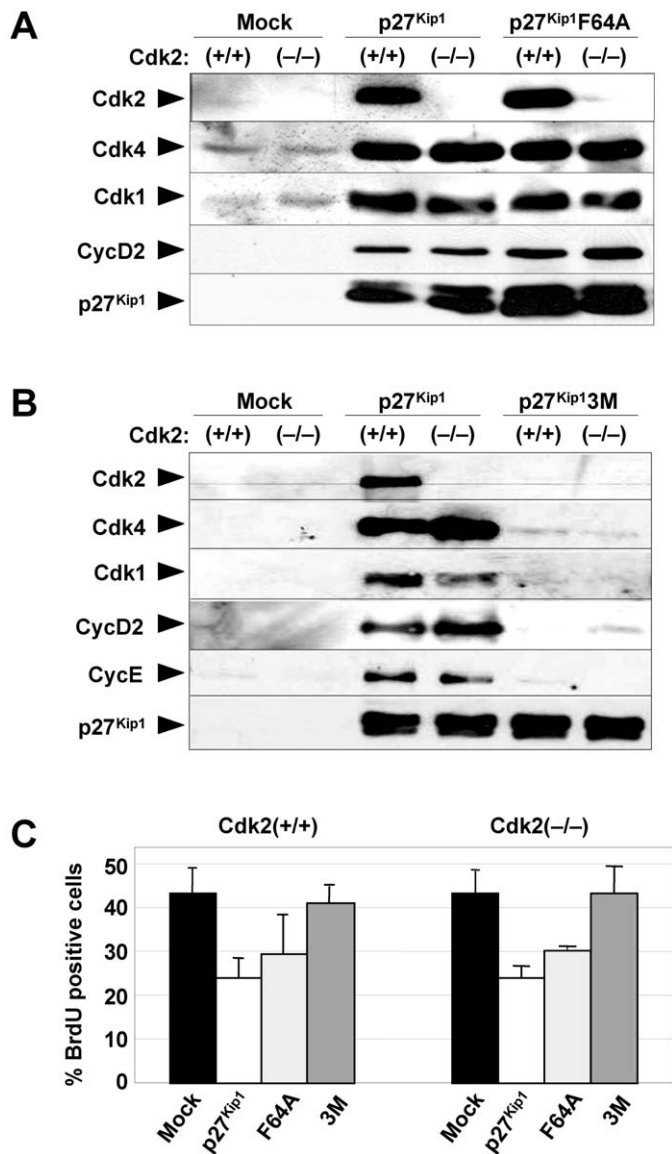 A
Mock p27Kip1 p27Kip1F64A
Cdk2: (+/+) (–/–) (+/+) (–/–) (+/+) (–/–)
Cdk2
Cdk4
Cdk1
CycD2
p27Kip1
B
Mock p27Kip1 p27Kip13M
Cdk2: (+/+) (–/–) (+/+) (–/–) (+/+) (–/–)
Cdk2
Cdk4
Cdk1
CycD2
CycE
p27Kip1
C
Cdk2(+/+) Cdk2(–/–)
% BrdU positive cells
50
40
30
20
10
0
Mock p27Kip1 F64A 3M Mock p27Kip1 F64A 3M